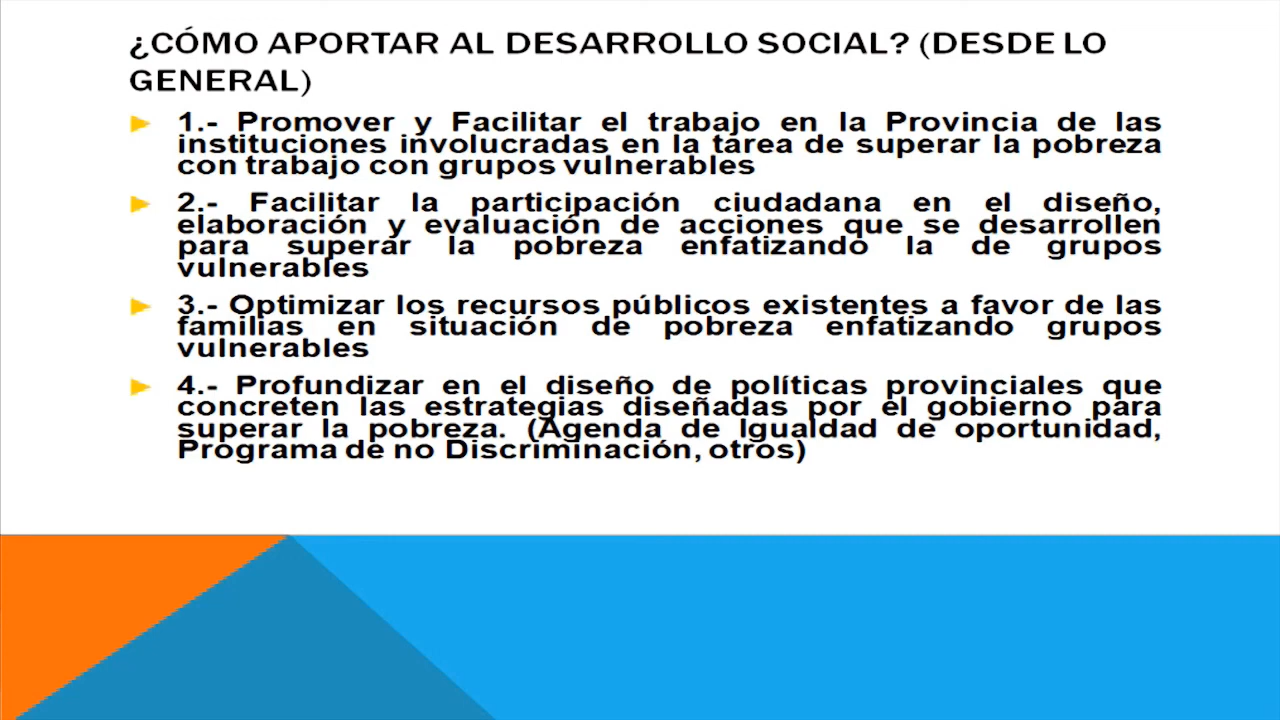 ¿CÓMO APORTAR AL DESARROLLO SOCIAL? (DESDE LO
GENERAL)
1.- Promover y Facilitar el trabajo en la Provincia de las
instituciones involucradas en la tarea de superar la pobreza
con trabajo con grupos vulnerables
2.- Facilitar la participación ciudadana en el diseño,
elaboración y evaluación de acciones que se desarrollen
para superar la pobreza enfatizando la de grupos
vulnerables
3.- Optimizar los recursos públicos existentes a favor de las
familias en situación de pobreza enfatizando grupos
vulnerables
4.- Profundizar en el diseño de políticas provinciales que
concreten las estrategias diseñadas por el gobierno para
superar la pobreza. (Agenda de Igualdad de oportunidad,
Programa de no Discriminación, otros)